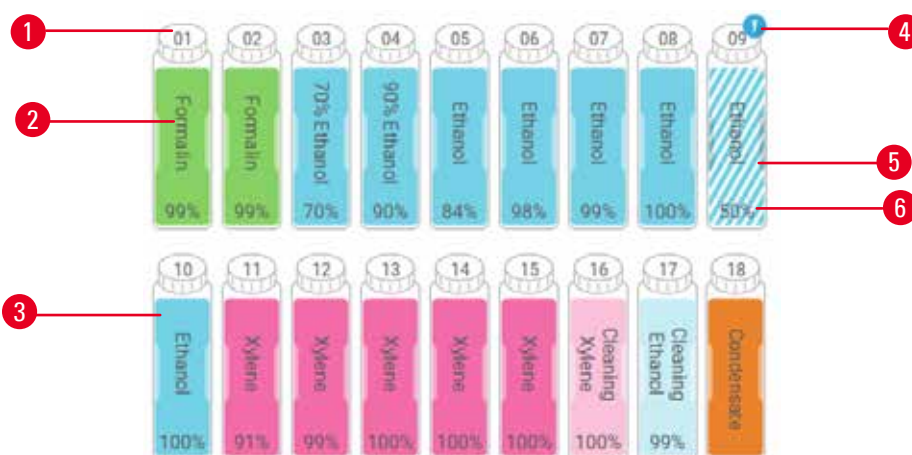 1
01
02
03
04
05
06
07
08
09
!
4
2
Formalin
Formalin
70% Ethanol
90% Ethanol
Ethanol
Ethanol
Ethanol
Ethanol
Ethanol
5
99%
99%
70%
90%
84%
98%
99%
100%
50%
6
10
11
12
13
14
15
16
17
18
3
Ethanol
Xylene
Xylene
Xylene
Xylene
Xylene
Cleaning
Xylene
Cleaning
Ethanol
Condensate
100%
91%
99%
100%
100%
100%
100%
99%